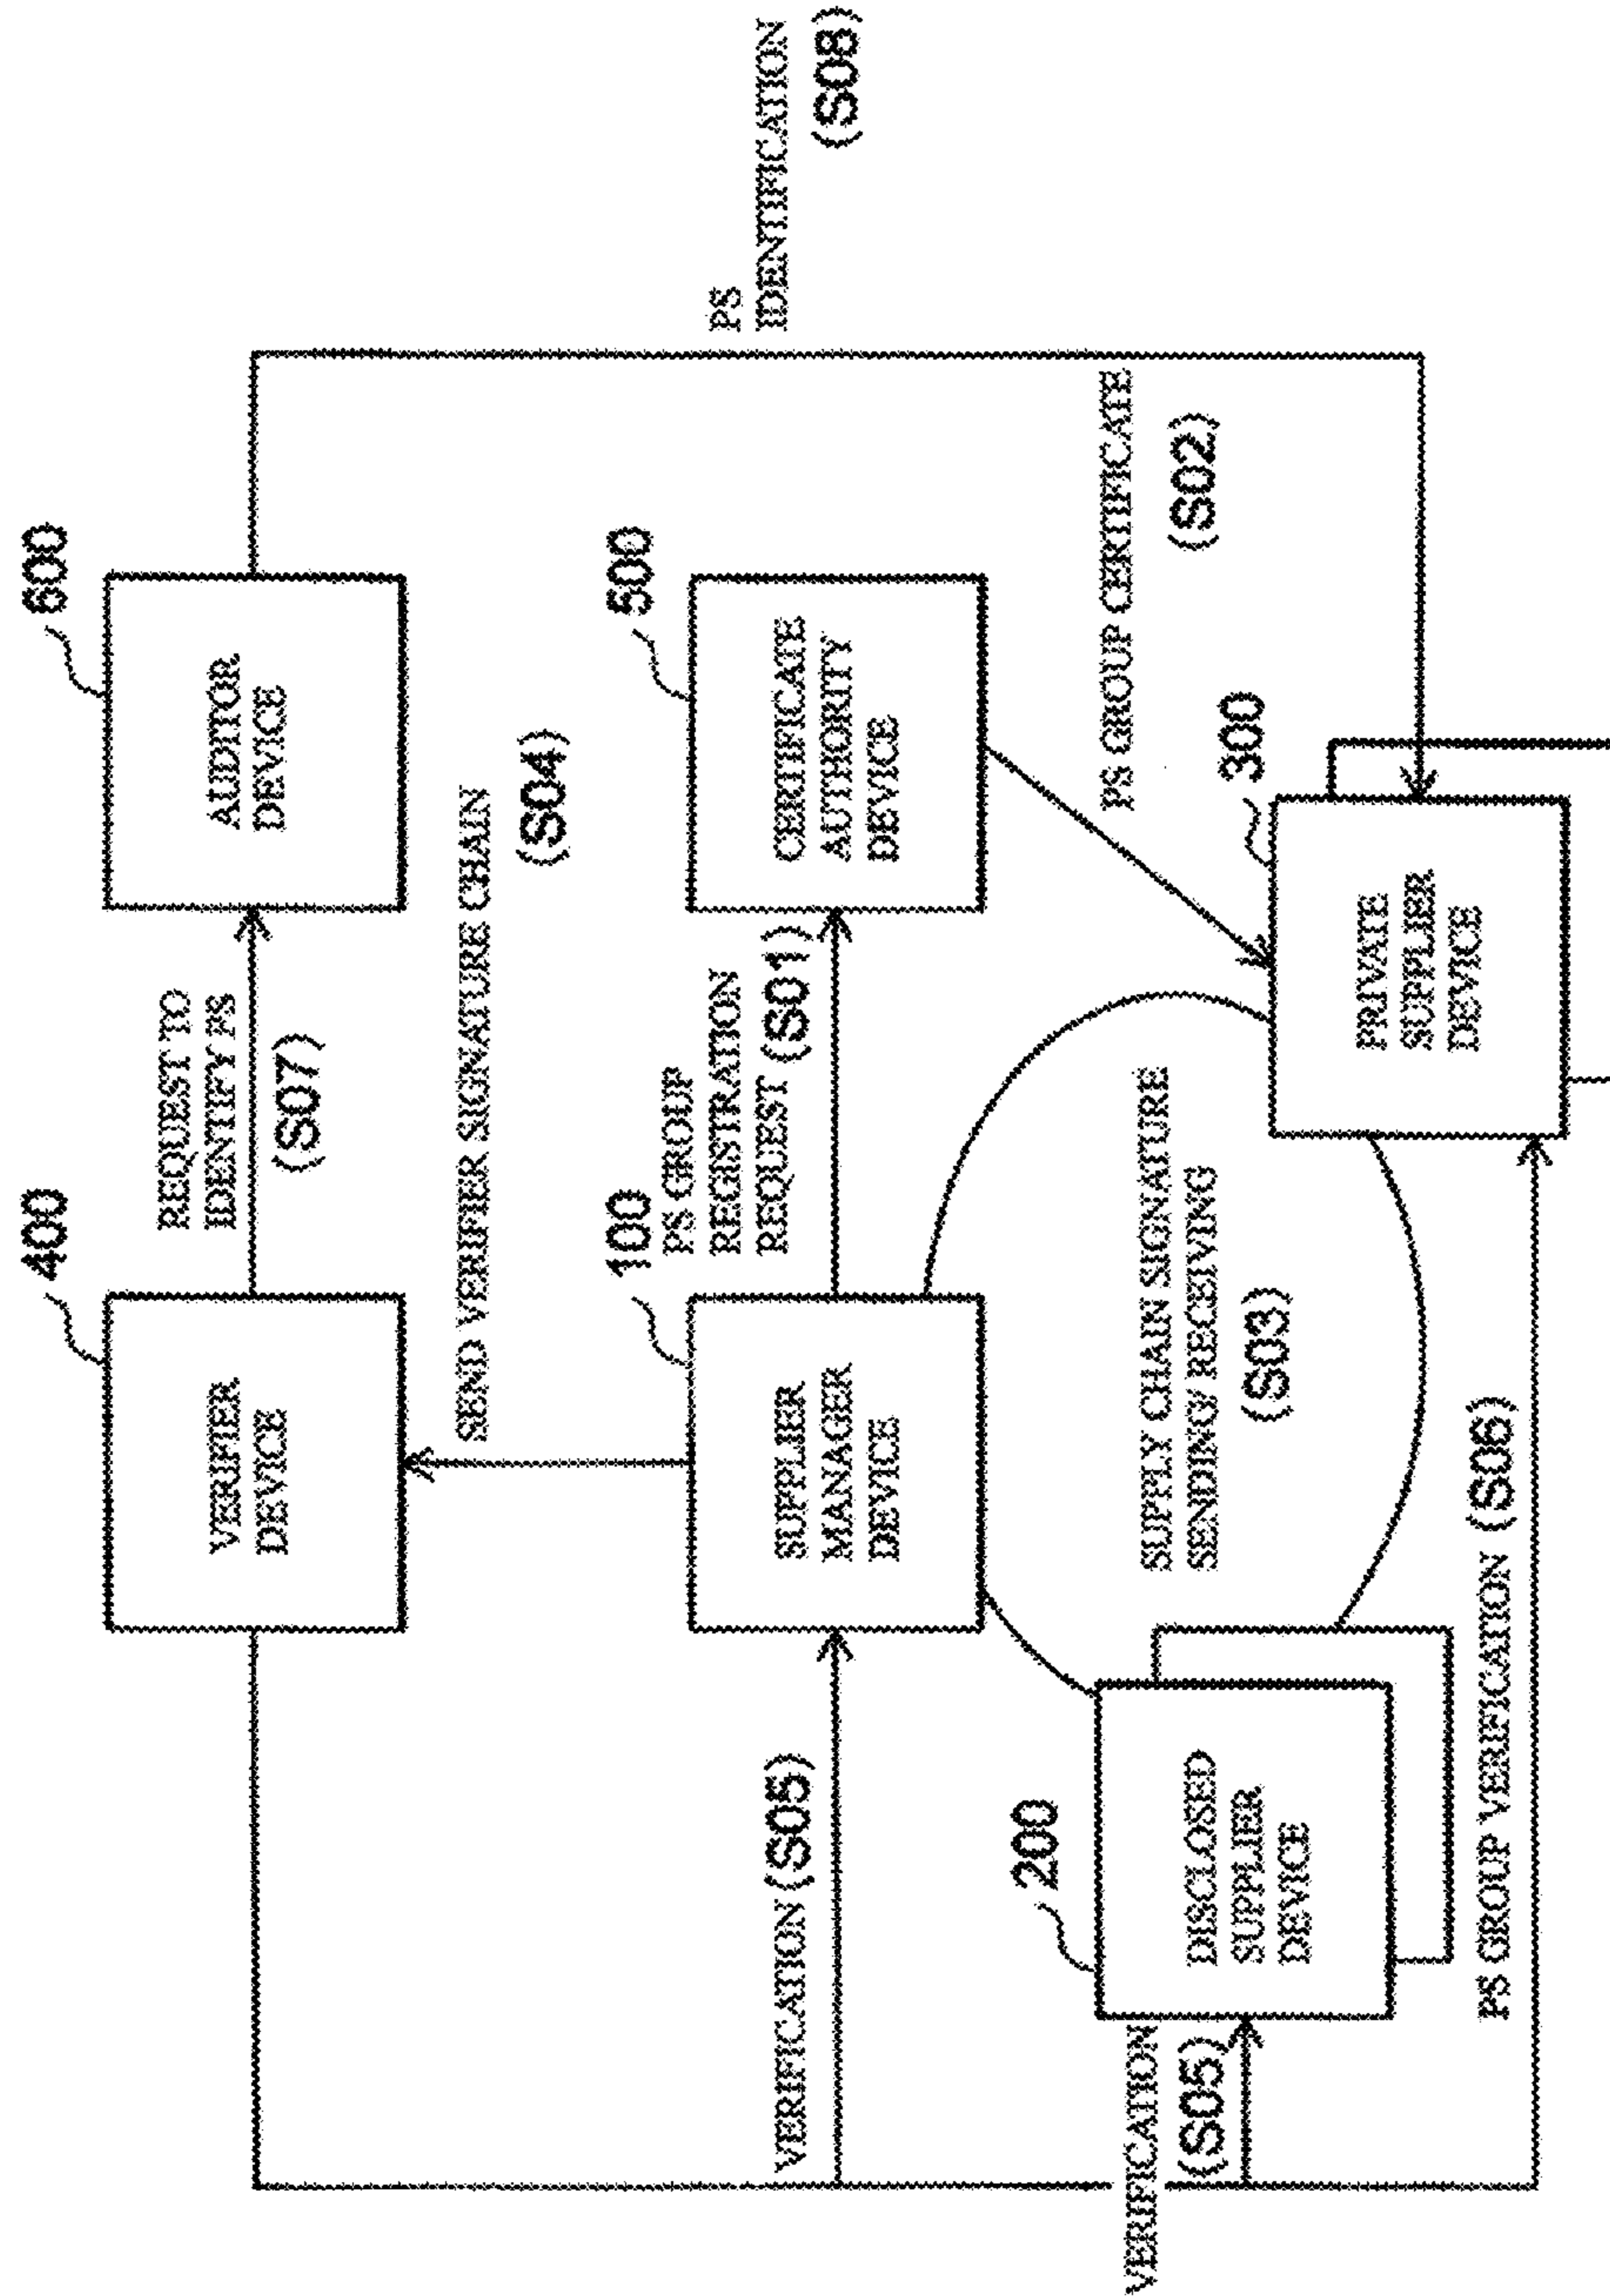 400
VERIFIER
DEVICE
REQUEST TO
IDENTIFY PS
(S07)
600
AUDITOR
DEVICE
SEND VERIFIER SIGNATURE CHAIN
(S04)
PS
IDENTIFICATION
(S08)
VERIFICATION (S05)
100
SUPPLIER
MANAGER
DEVICE
PS GROUP
REGISTRATION
REQUEST (S01)
500
CERTIFICATE
AUTHORITY
DEVICE
PS GROUP CERTIFICATE
(S02)
VERIFICATION
(S05)
200
DISCLOSED
SUPPLIER
DEVICE
SUPPLY CHAIN SIGNATURE
SENDING/RECEIVING
(S03)
300
PRIVATE
SUPPLIER
DEVICE
PS GROUP VERIFICATION (S06)